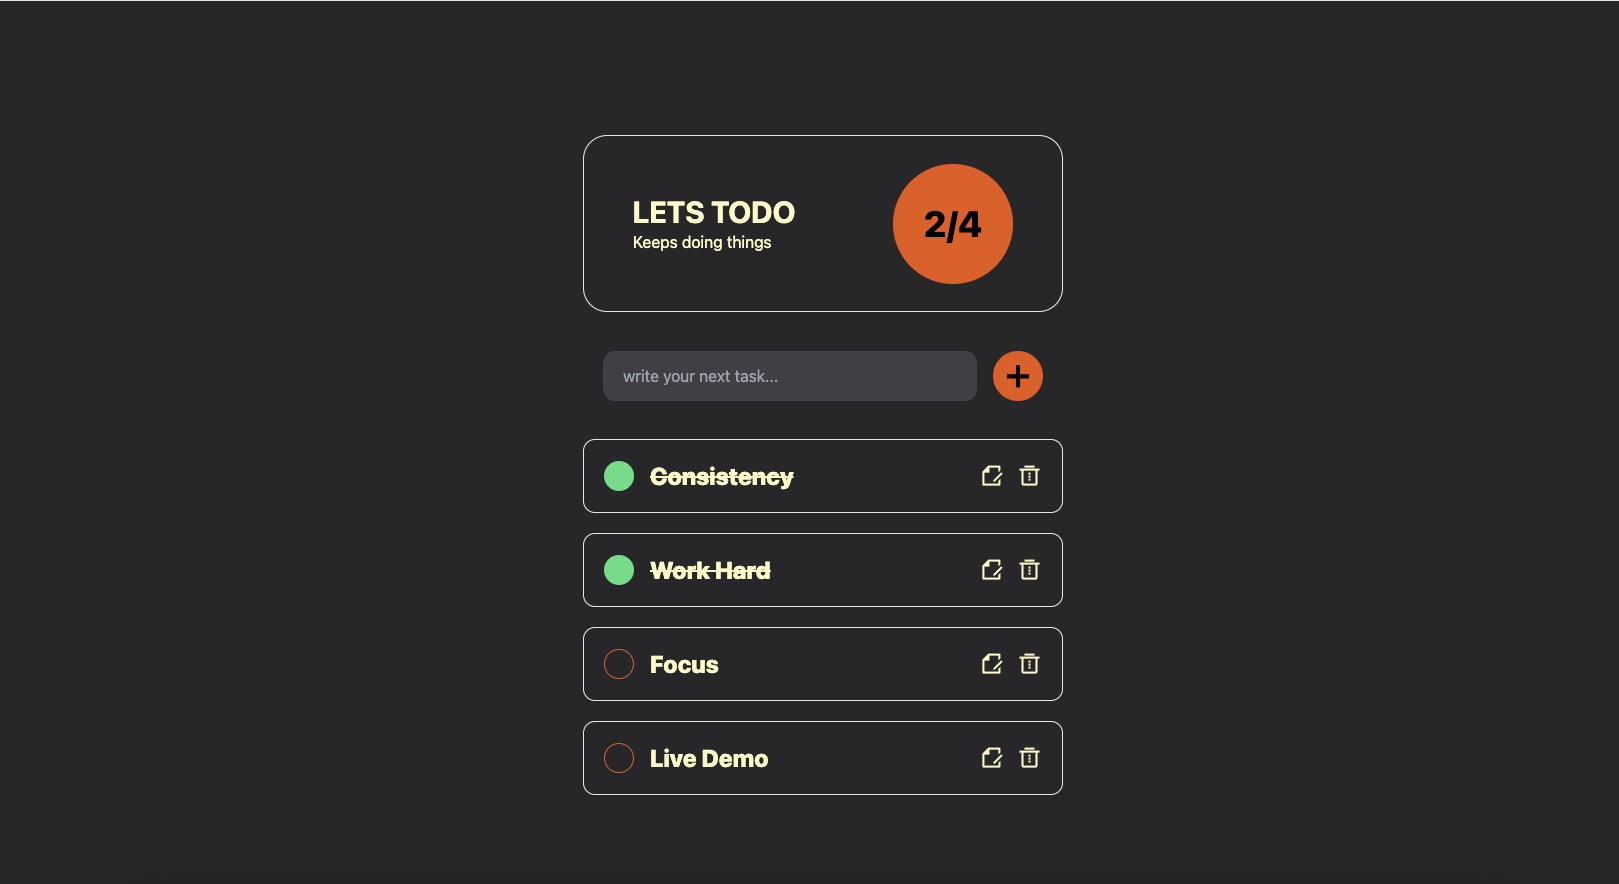 LETS TODO
Keeps doing things
2/4
write your next task...
Consistency
Work Hard
Focus
Live Demo